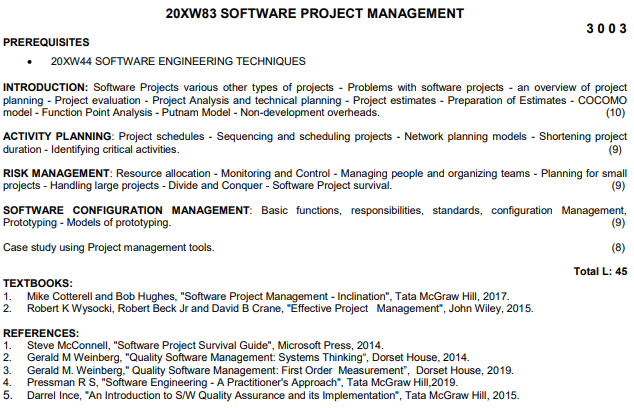 20XW83 SOFTWARE PROJECT MANAGEMENT
3 0 0 3
PREREQUISITES
• 20XW44 SOFTWARE ENGINEERING TECHNIQUES
INTRODUCTION: Software Projects various other types of projects - Problems with software projects - an overview of project
planning - Project evaluation - Project Analysis and technical planning - Project estimates - Preparation of Estimates - COCOMO
model - Function Point Analysis - Putnam Model - Non-development overheads. (10)
ACTIVITY PLANNING: Project schedules - Sequencing and scheduling projects - Network planning models - Shortening project
duration - Identifying critical activities. (9)
RISK MANAGEMENT: Resource allocation - Monitoring and Control - Managing people and organizing teams - Planning for small
projects - Handling large projects - Divide and Conquer - Software Project survival. (9)
SOFTWARE CONFIGURATION MANAGEMENT: Basic functions, responsibilities, standards, configuration Management,
Prototyping - Models of prototyping. (9)
Case study using Project management tools. (8)
Total L: 45
TEXTBOOKS:
1. Mike Cotterell and Bob Hughes, "Software Project Management - Inclination", Tata McGraw Hill, 2017.
2. Robert K Wysocki, Robert Beck Jr and David B Crane, "Effective Project Management", John Wiley, 2015.
REFERENCES:
1. Steve McConnell, "Software Project Survival Guide", Microsoft Press, 2014.
2. Gerald M Weinberg, "Quality Software Management: Systems Thinking“, Dorset House, 2014.
3. Gerald M. Weinberg," Quality Software Management: First Order Measurement”, Dorset House, 2019.
4. Pressman R S, "Software Engineering - A Practitioner's Approach", Tata McGraw Hill,2019.
5. Darrel Ince, "An Introduction to S/W Quality Assurance and its Implementation", Tata McGraw Hill, 2015.